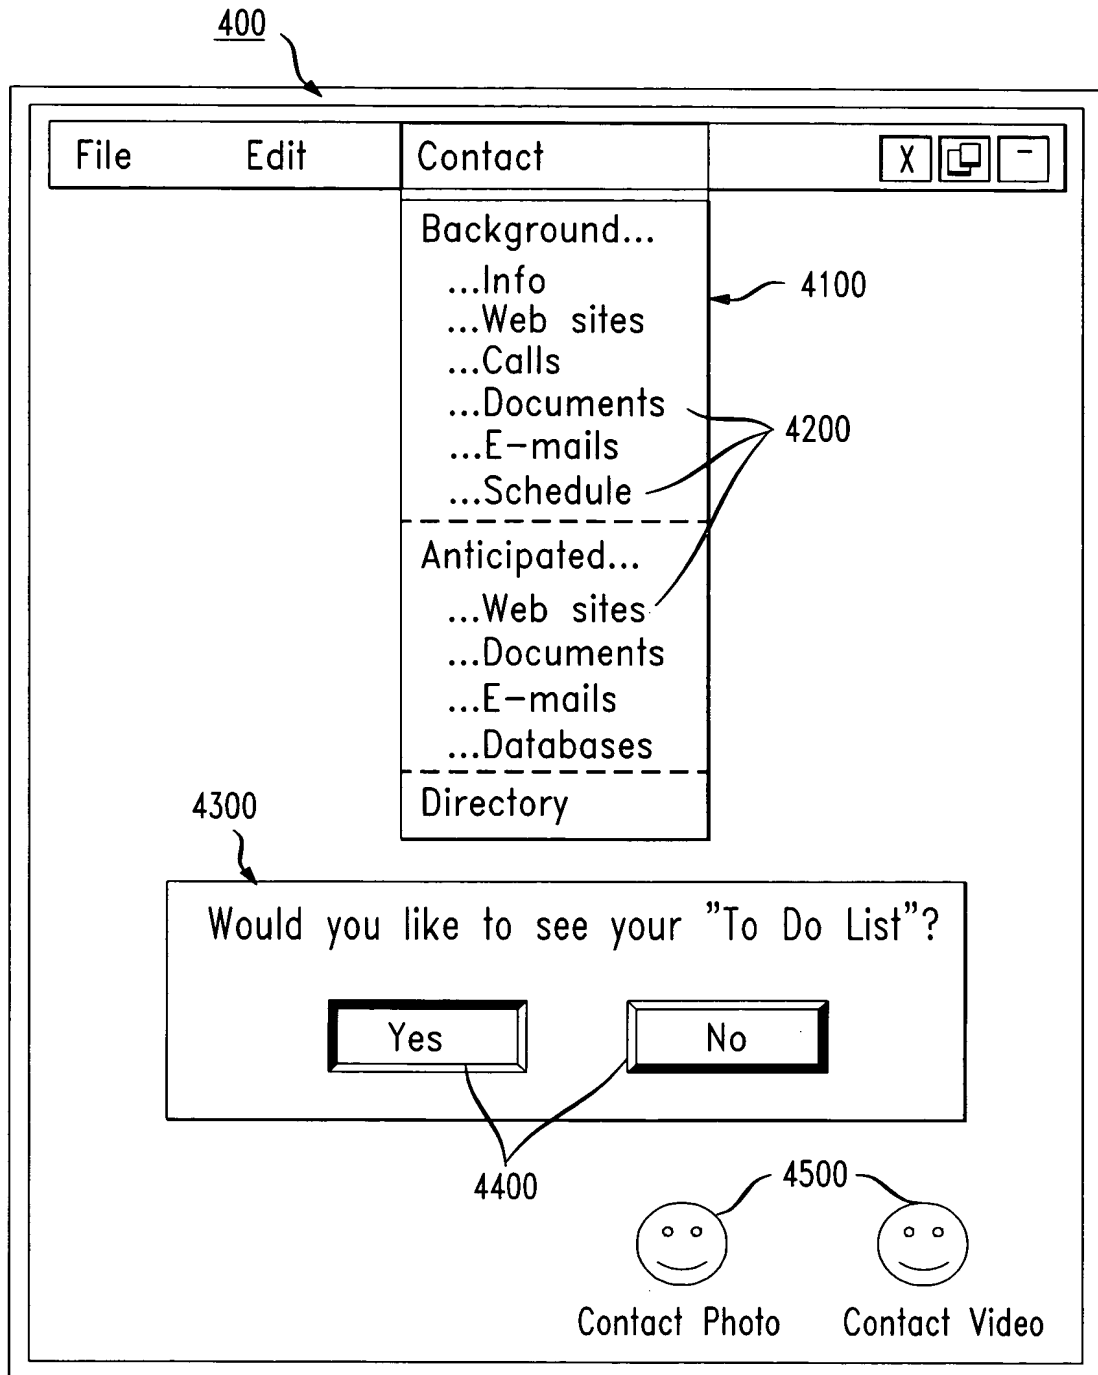 400
File Edit Contact X -
Background...
...Info
4100
...Web sites
...Calls
...Documents
4200
...E-mails
...Schedule
Anticipated...
...Web sites
...Documents
...E-mails
...Databases
Directory
4300
Would you like to see your ”To Do List”?
Yes No
4400
4500
Contact Photo Contact Video